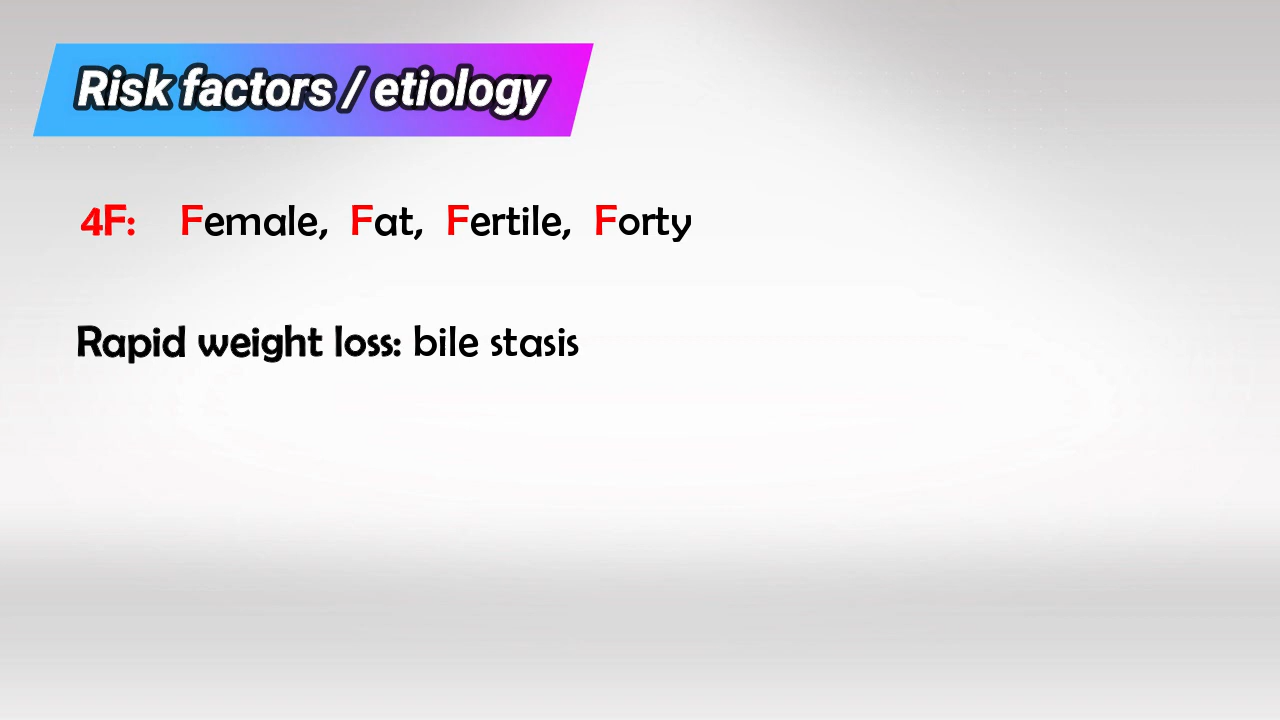 Risk factors / etiology
4F: Female, Fat, Fertile, Forty
Rapid weight loss: bile stasis